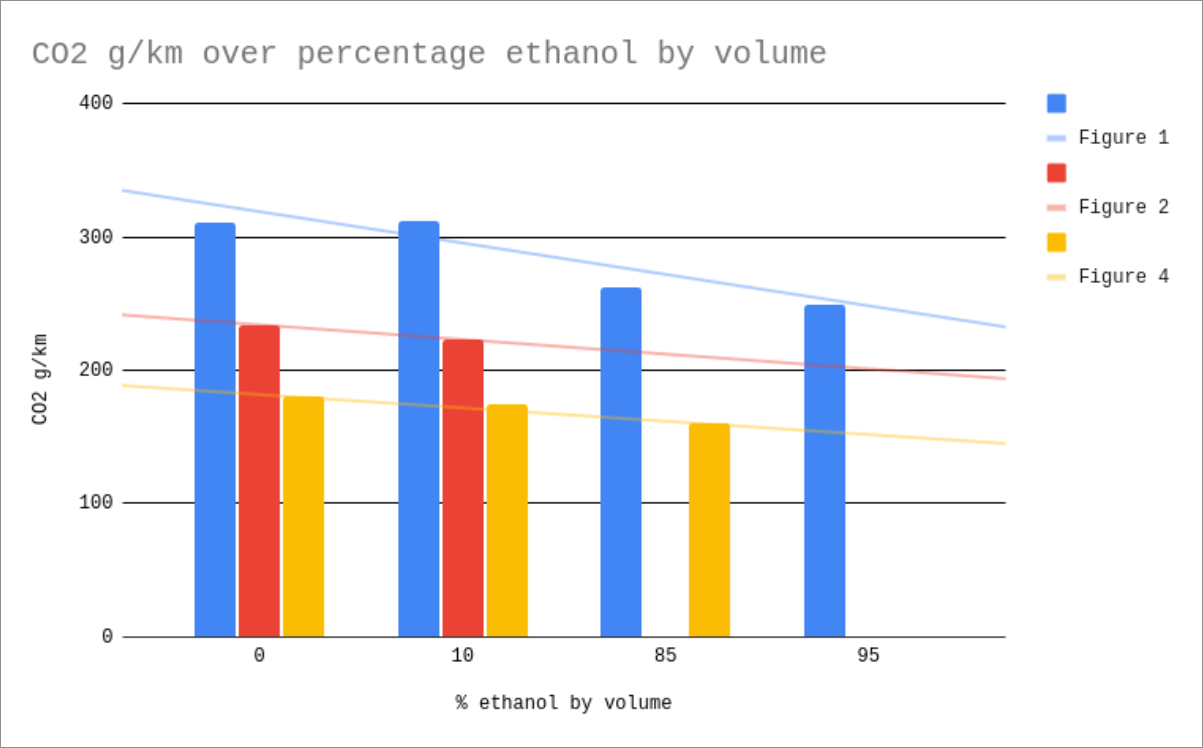 CO2 g/km over percentage ethanol by volume
400
300
200
100
0
CO2 g/km
0 10 85 95
% ethanol by volume
Figure 1
Figure 2
Figure 4